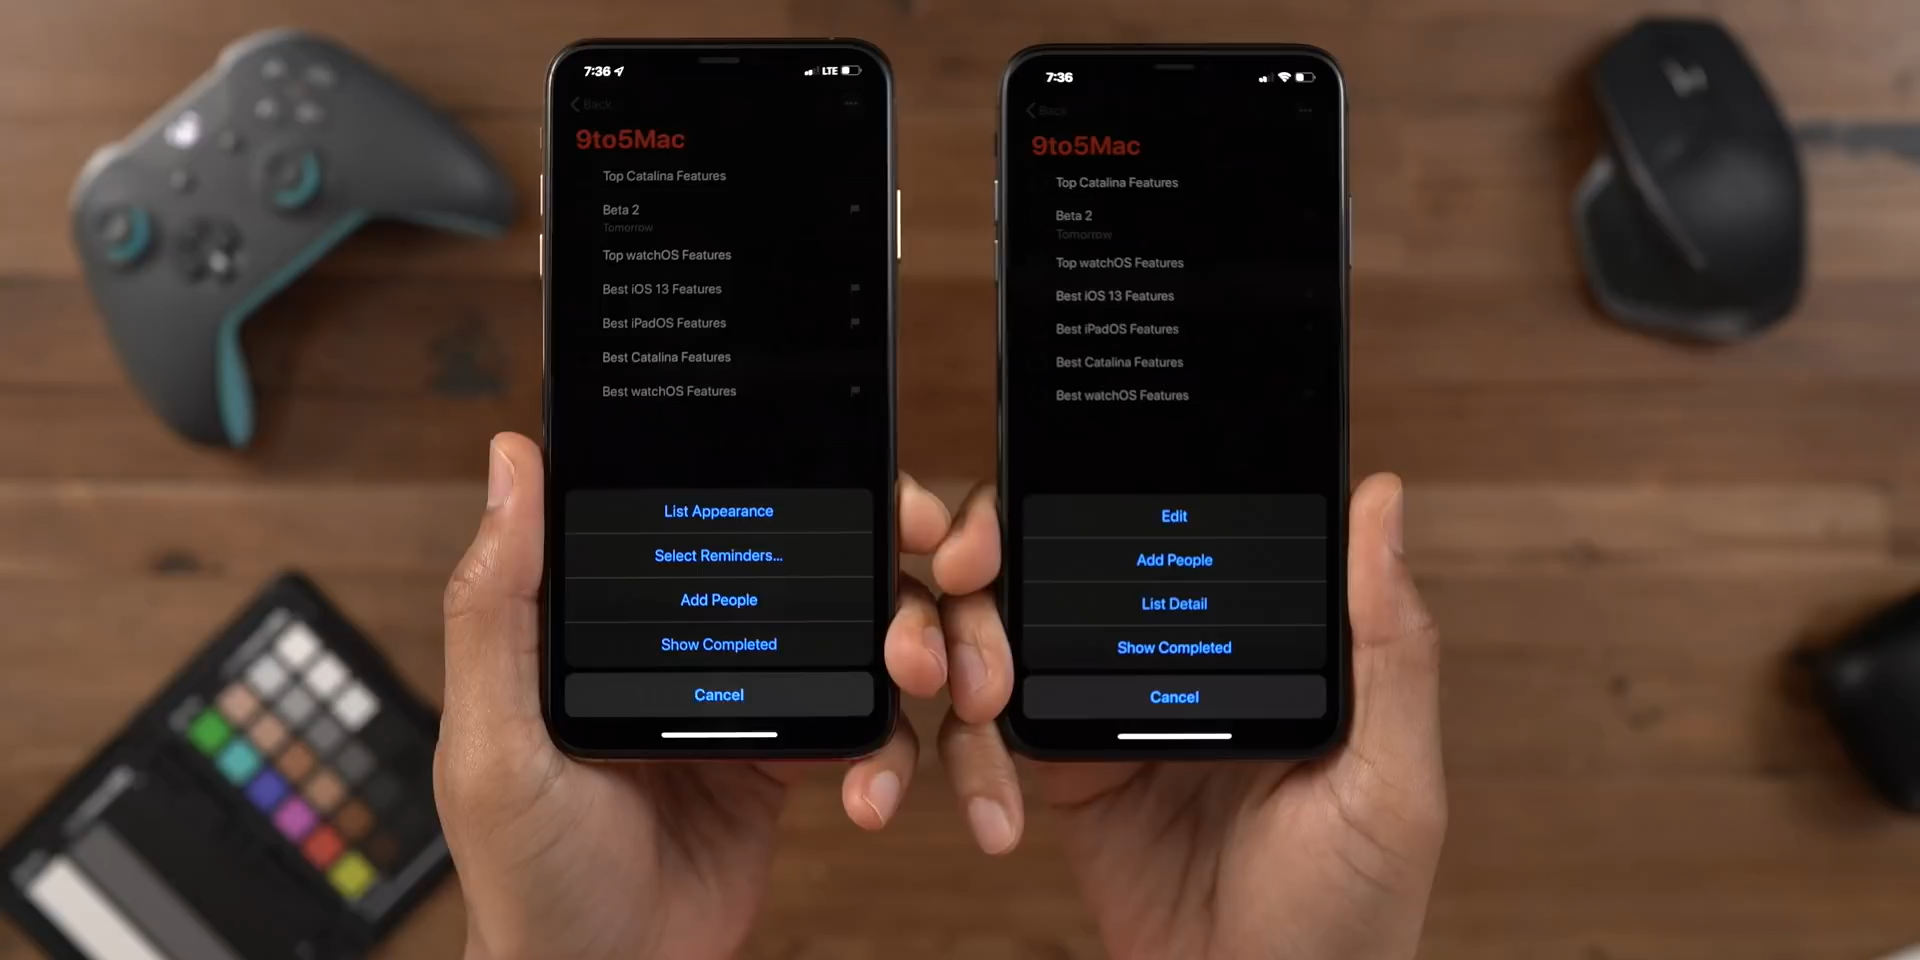 7:36
LTE
Back
9to5Mac
Top Catalina Features
Beta 2
Tomorrow
Top watchOS Features
Best iOS 13 Features
Best iPadOS Features
Best Catalina Features
Best watchOS Features
List Appearance
Select Reminders...
Add People
Show Completed
Cancel
7:36
Back
9to5Mac
Top Catalina Features
Beta 2
Tomorrow
Top watchOS Features
Best iOS 13 Features
Best iPadOS Features
Best Catalina Features
Best watchOS Features
Edit
Add People
List Detail
Show Completed
Cancel